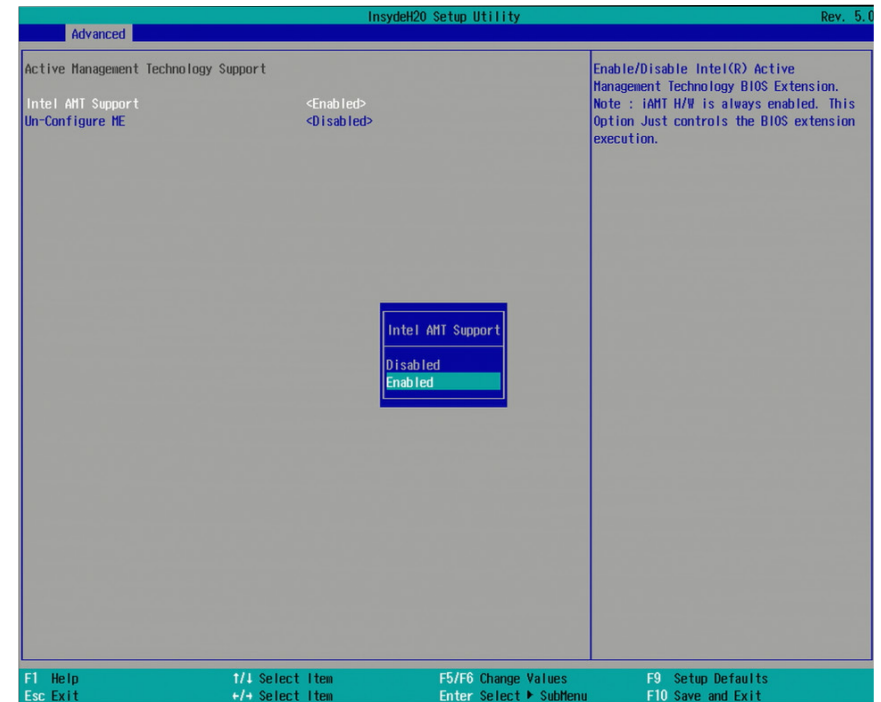 InsydeH20 Setup Utility Rev. 5.0
Advanced
Active Management Technology Support
Intel AMT Support <Enabled>
Un-Configure ME <Disabled>
Enable/Disable Intel(R) Active
Management Technology BIOS Extension.
Note : iAMT H/W is always enabled. This
Option Just controls the BIOS extension
execution.
Intel AMT Support
Disabled
Enabled
F1 Help ↑/↓ Select Item F5/F6 Change Values F9 Setup Defaults
Esc Exit ←/→ Select Item Enter Select ▶ SubMenu F10 Save and Exit